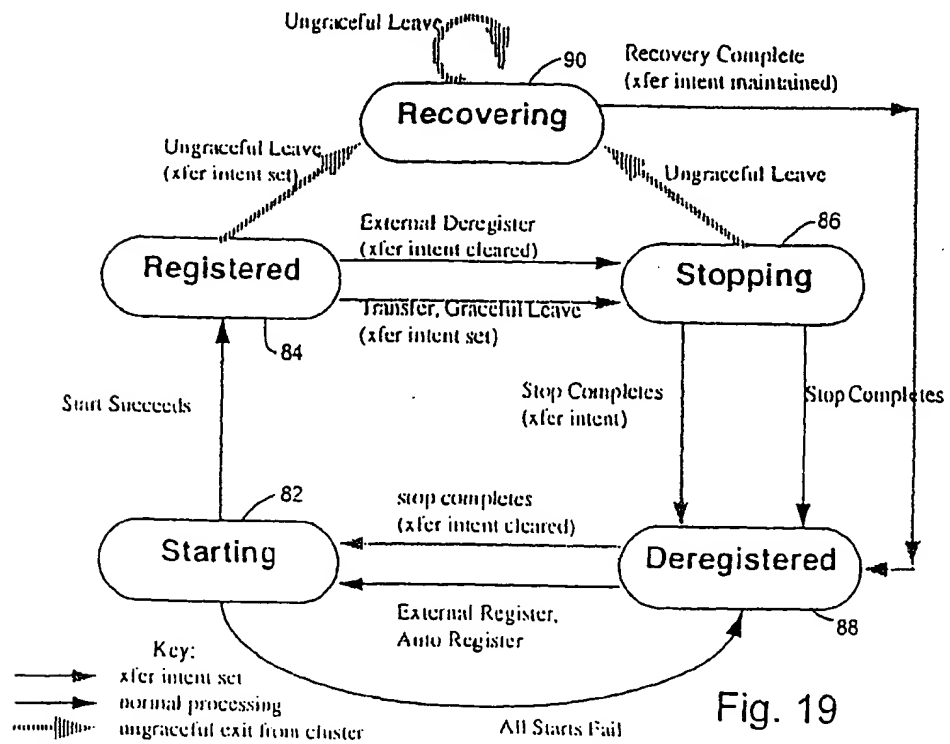 Ungraceful Leave
90
Recovery Complete
(xfer intent maintained)
Recovering
Ungraceful Leave
(xfer intent set)
Ungraceful Leave
External Deregister
(xfer intent cleared)
86
Registered
Stopping
Transfer, Graceful Leave
(xfer intent set)
84
Start Succeeds
Stop Completes
(xfer intent)
Stop Completes
82
stop completes
(xfer intent cleared)
Starting
Deregistered
External Register,
Auto Register
88
Key:
xfer intent set
normal processing
ungraceful exit from cluster
All Starts Fail
Fig. 19